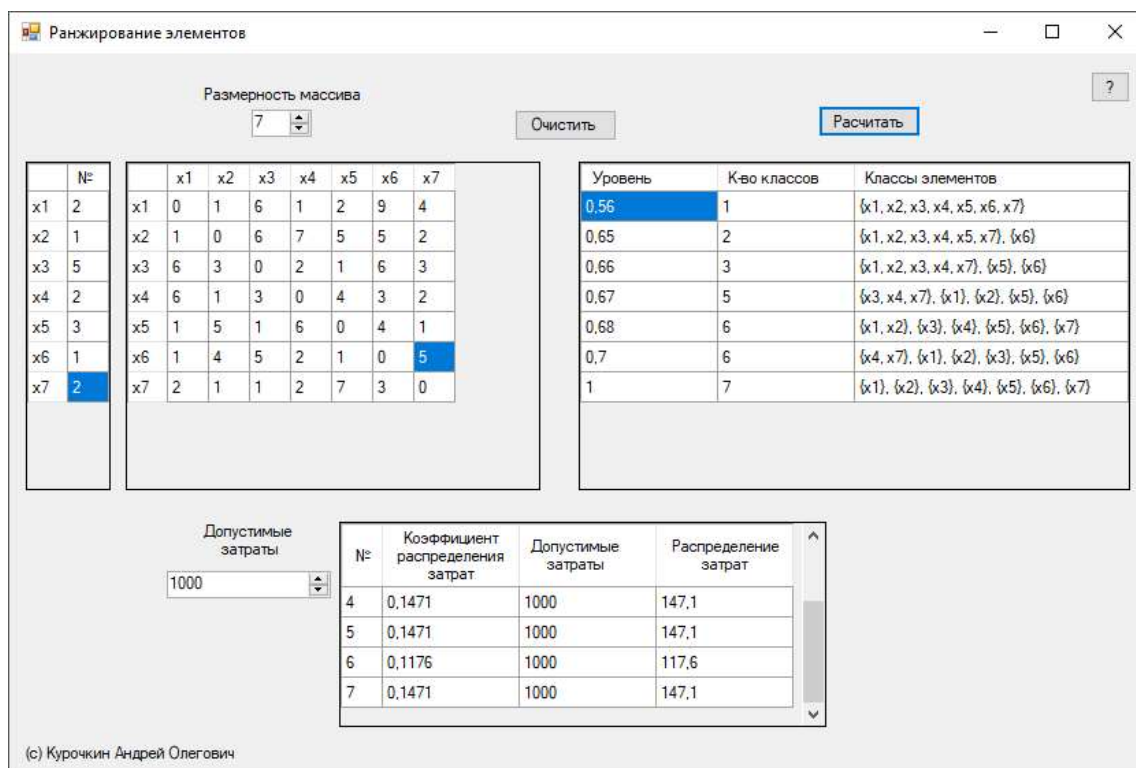 Ранжирование элементов
?
Размерность массива
7
Очистить
Расчитать
№
x1 2
x2 1
x3 5
x4 2
x5 3
x6 1
x7 2
x1 x2 x3 x4 x5 x6 x7
x1 0 1 6 1 2 9 4
x2 1 0 6 7 5 5 2
x3 6 3 0 2 1 6 3
x4 6 1 3 0 4 3 2
x5 1 5 1 6 0 4 1
x6 1 4 5 2 1 0 5
x7 2 1 1 2 7 3 0
Уровень К-во классов Классы элементов
0,56 1 {x1, x2, x3, x4, x5, x6, x7}
0,65 2 {x1, x2, x3, x4, x5, x7}, {x6}
0,66 3 {x1, x2, x3, x4, x7}, {x5}, {x6}
0,67 5 {x3, x4, x7}, {x1}, {x2}, {x5}, {x6}
0,68 6 {x1, x2}, {x3}, {x4}, {x5}, {x6}, {x7}
0,7 6 {x4, x7}, {x1}, {x2}, {x3}, {x5}, {x6}
1 7 {x1}, {x2}, {x3}, {x4}, {x5}, {x6}, {x7}
Допустимые
затраты
1000
№ Коэффициент распределения затрат Допустимые затраты Распределение затрат
4 0,1471 1000 147,1
5 0,1471 1000 147,1
6 0,1176 1000 117,6
7 0,1471 1000 147,1
(c) Курочкин Андрей Олегович